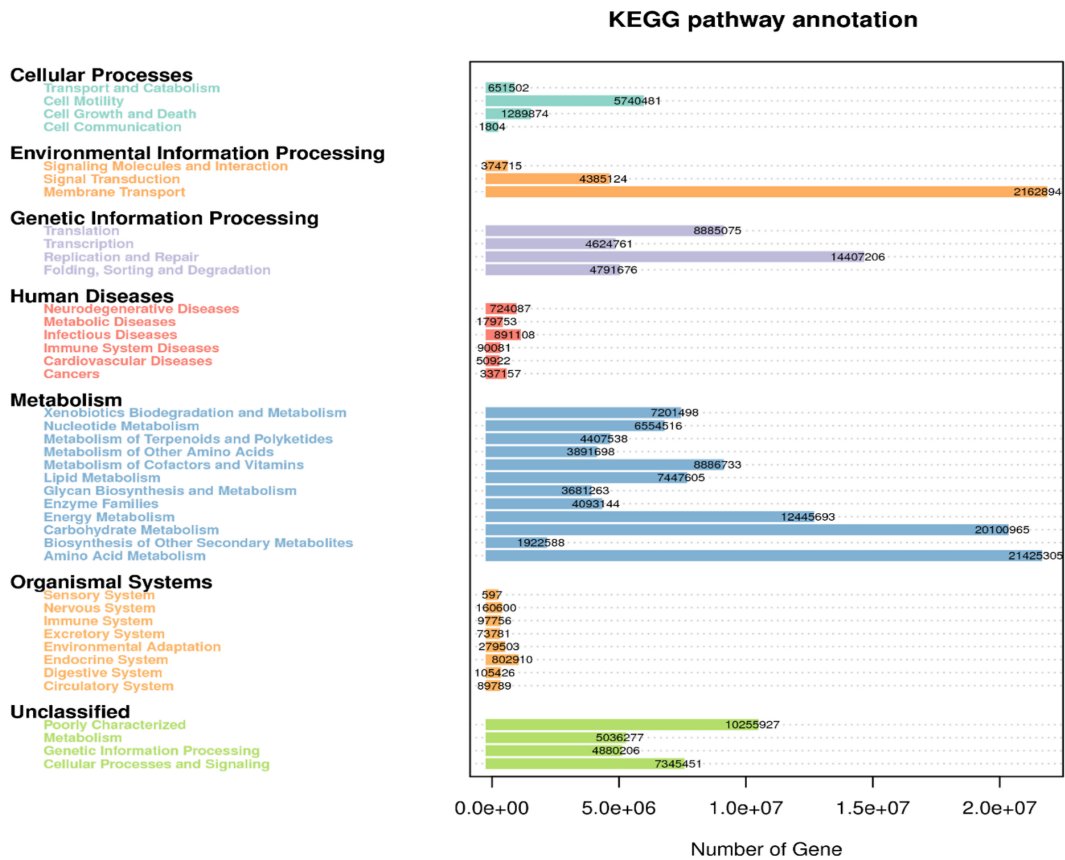 KEGG pathway annotation
Cellular Processes
Transport and Catabolism 651502
Cell Motility 5740481
Cell Growth and Death 1289874
Cell Communication 1804
Environmental Information Processing
Signaling Molecules and Interaction 374715
Signal Transduction 4385124
Membrane Transport 2162894
Genetic Information Processing
Translation 8885075
Transcription 4624761
Replication and Repair 14407206
Folding, Sorting and Degradation 4791676
Human Diseases
Neurodegenerative Diseases 724087
Metabolic Diseases 179753
Infectious Diseases 891108
Immune System Diseases 90081
Cardiovascular Diseases 50922
Cancers 337157
Metabolism
Xenobiotics Biodegradation and Metabolism 7201498
Nucleotide Metabolism 6554516
Metabolism of Terpenoids and Polyketides 4407538
Metabolism of Other Amino Acids 3891698
Metabolism of Cofactors and Vitamins 8886733
Lipid Metabolism 7447605
Glycan Biosynthesis and Metabolism 3681263
Enzyme Families 4093144
Energy Metabolism 12445693
Carbohydrate Metabolism 20100965
Biosynthesis of Other Secondary Metabolites 1922588
Amino Acid Metabolism 21425305
Organismal Systems
Sensory System 597
Nervous System 160600
Immune System 97756
Excretory System 73781
Environmental Adaptation 279503
Endocrine System 802910
Digestive System 105426
Circulatory System 89789
Unclassified
Poorly Characterized 10255927
Metabolism 5036277
Genetic Information Processing 4880206
Cellular Processes and Signaling 7345451
0.0e+00 5.0e+06 1.0e+07 1.5e+07 2.0e+07
Number of Gene